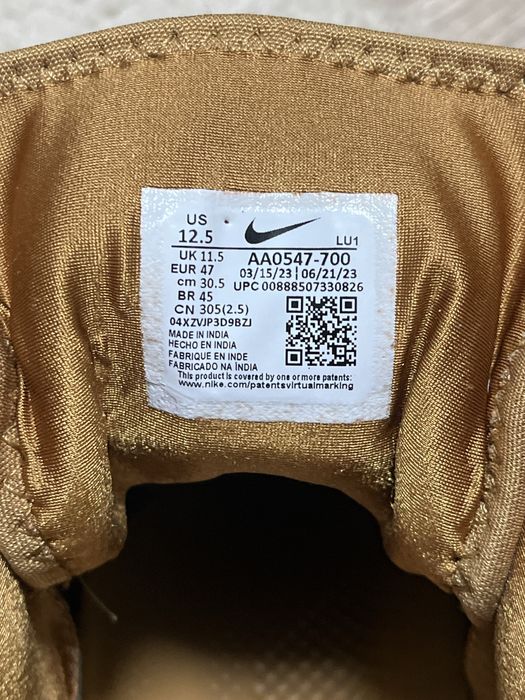 US
12.5 LU1
UK 11.5 AA0547-700
EUR 47 03/15/23 | 06/21/23
cm 30.5 UPC 00888507330826
BR 45
CN 305(2.5)
04XZVJP3D9BZJ
MADE IN INDIA
HECHO EN INDIA
FABRIQUE EN INDE
FABRICADO NA ÍNDIA
This product is covered by one or more patents:
www.nike.com/patentsvirtualmarking